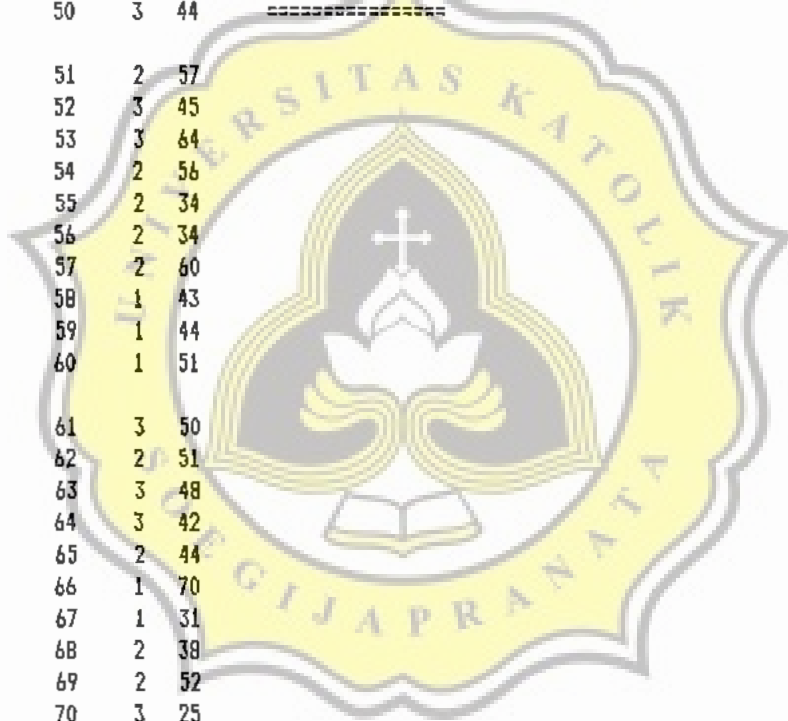 50 3 44 ================
51 2 57
52 3 45
53 3 64
54 2 56
55 2 34
56 2 34
57 2 60
58 1 43
59 1 44
60 1 51
61 3 50
62 2 51
63 3 48
64 3 42
65 2 44
66 1 70
67 1 31
68 2 38
69 2 52
70 3 25
UNIVERSITAS KATOLIK
SOEGIJAPRANATA